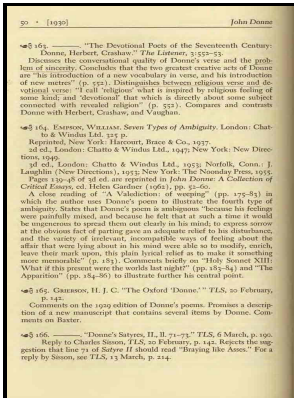 50 • [1930] John Donne
163. ———. "The Devotional Poets of the Seventeenth Century:
Donne, Herbert, Crashaw." The Listener, 3:552–53.
Discusses the conversational quality of Donne's verse and the prob-
lem of sincerity. Concludes that the two greatest creative acts of Donne
are "his introduction of a new vocabulary in verse, and his introduction
of new metres" (p. 552). Distinguishes between religious verse and de-
votional verse: "I call 'religious' what is inspired by religious feeling of
some kind; and 'devotional' that which is directly about some subject
connected with revealed religion" (p. 552). Compares and contrasts
Donne with Herbert, Crashaw, and Vaughan.
164. EMPSON, WILLIAM. Seven Types of Ambiguity. London: Chat-
to & Windus Ltd. 325 p.
Reprinted, New York: Harcourt, Brace & Co., 1937.
2d ed., London: Chatto & Windus Ltd., 1947; New York: New Direc-
tions, 1949.
3d ed., London: Chatto & Windus Ltd., 1953; Norfolk, Conn.: J.
Laughlin (New Directions), 1953; New York: The Noonday Press, 1955.
Pages 139–48 of 3d ed. are reprinted in John Donne: A Collection of
Critical Essays, ed. Helen Gardner (1962), pp. 52–60.
A close reading of "A Valediction: of weeping" (pp. 175–83) in
which the author uses Donne's poem to illustrate the fourth type of
ambiguity. States that Donne's poem is ambiguous "because his feelings
were painfully mixed, and because he felt that at such a time it would
be ungenerous to spread them out clearly in his mind; to express sorrow
at the obvious fact of parting gave an adequate relief to his disturbance,
and the variety of irrelevant, incompatible ways of feeling about the
affair that were lying about in his mind were able so to modify, enrich,
leave their mark upon, this plain lyrical relief as to make it something
more memorable" (p. 183). Comments briefly on "Holy Sonnet XIII:
What if this present were the worlds last night?" (pp. 183–84) and "The
Apparition" (pp. 184–86) to illustrate further his central point.
165. GRIERSON, H. J. C. "The Oxford 'Donne.'" TLS, 20 February,
p. 142.
Comments on the 1929 edition of Donne's poems. Promises a descrip-
tion of a new manuscript that contains several items by Donne. Com-
ments on Baxter.
166. ———. "Donne's Satyres, II., ll. 71–73." TLS, 6 March, p. 190.
Reply to Charles Sisson, TLS, 20 February, p. 142. Rejects the sug-
gestion that line 71 of Satyre II should read "Braying like Asses." For a
reply by Sisson, see TLS, 13 March, p. 214.